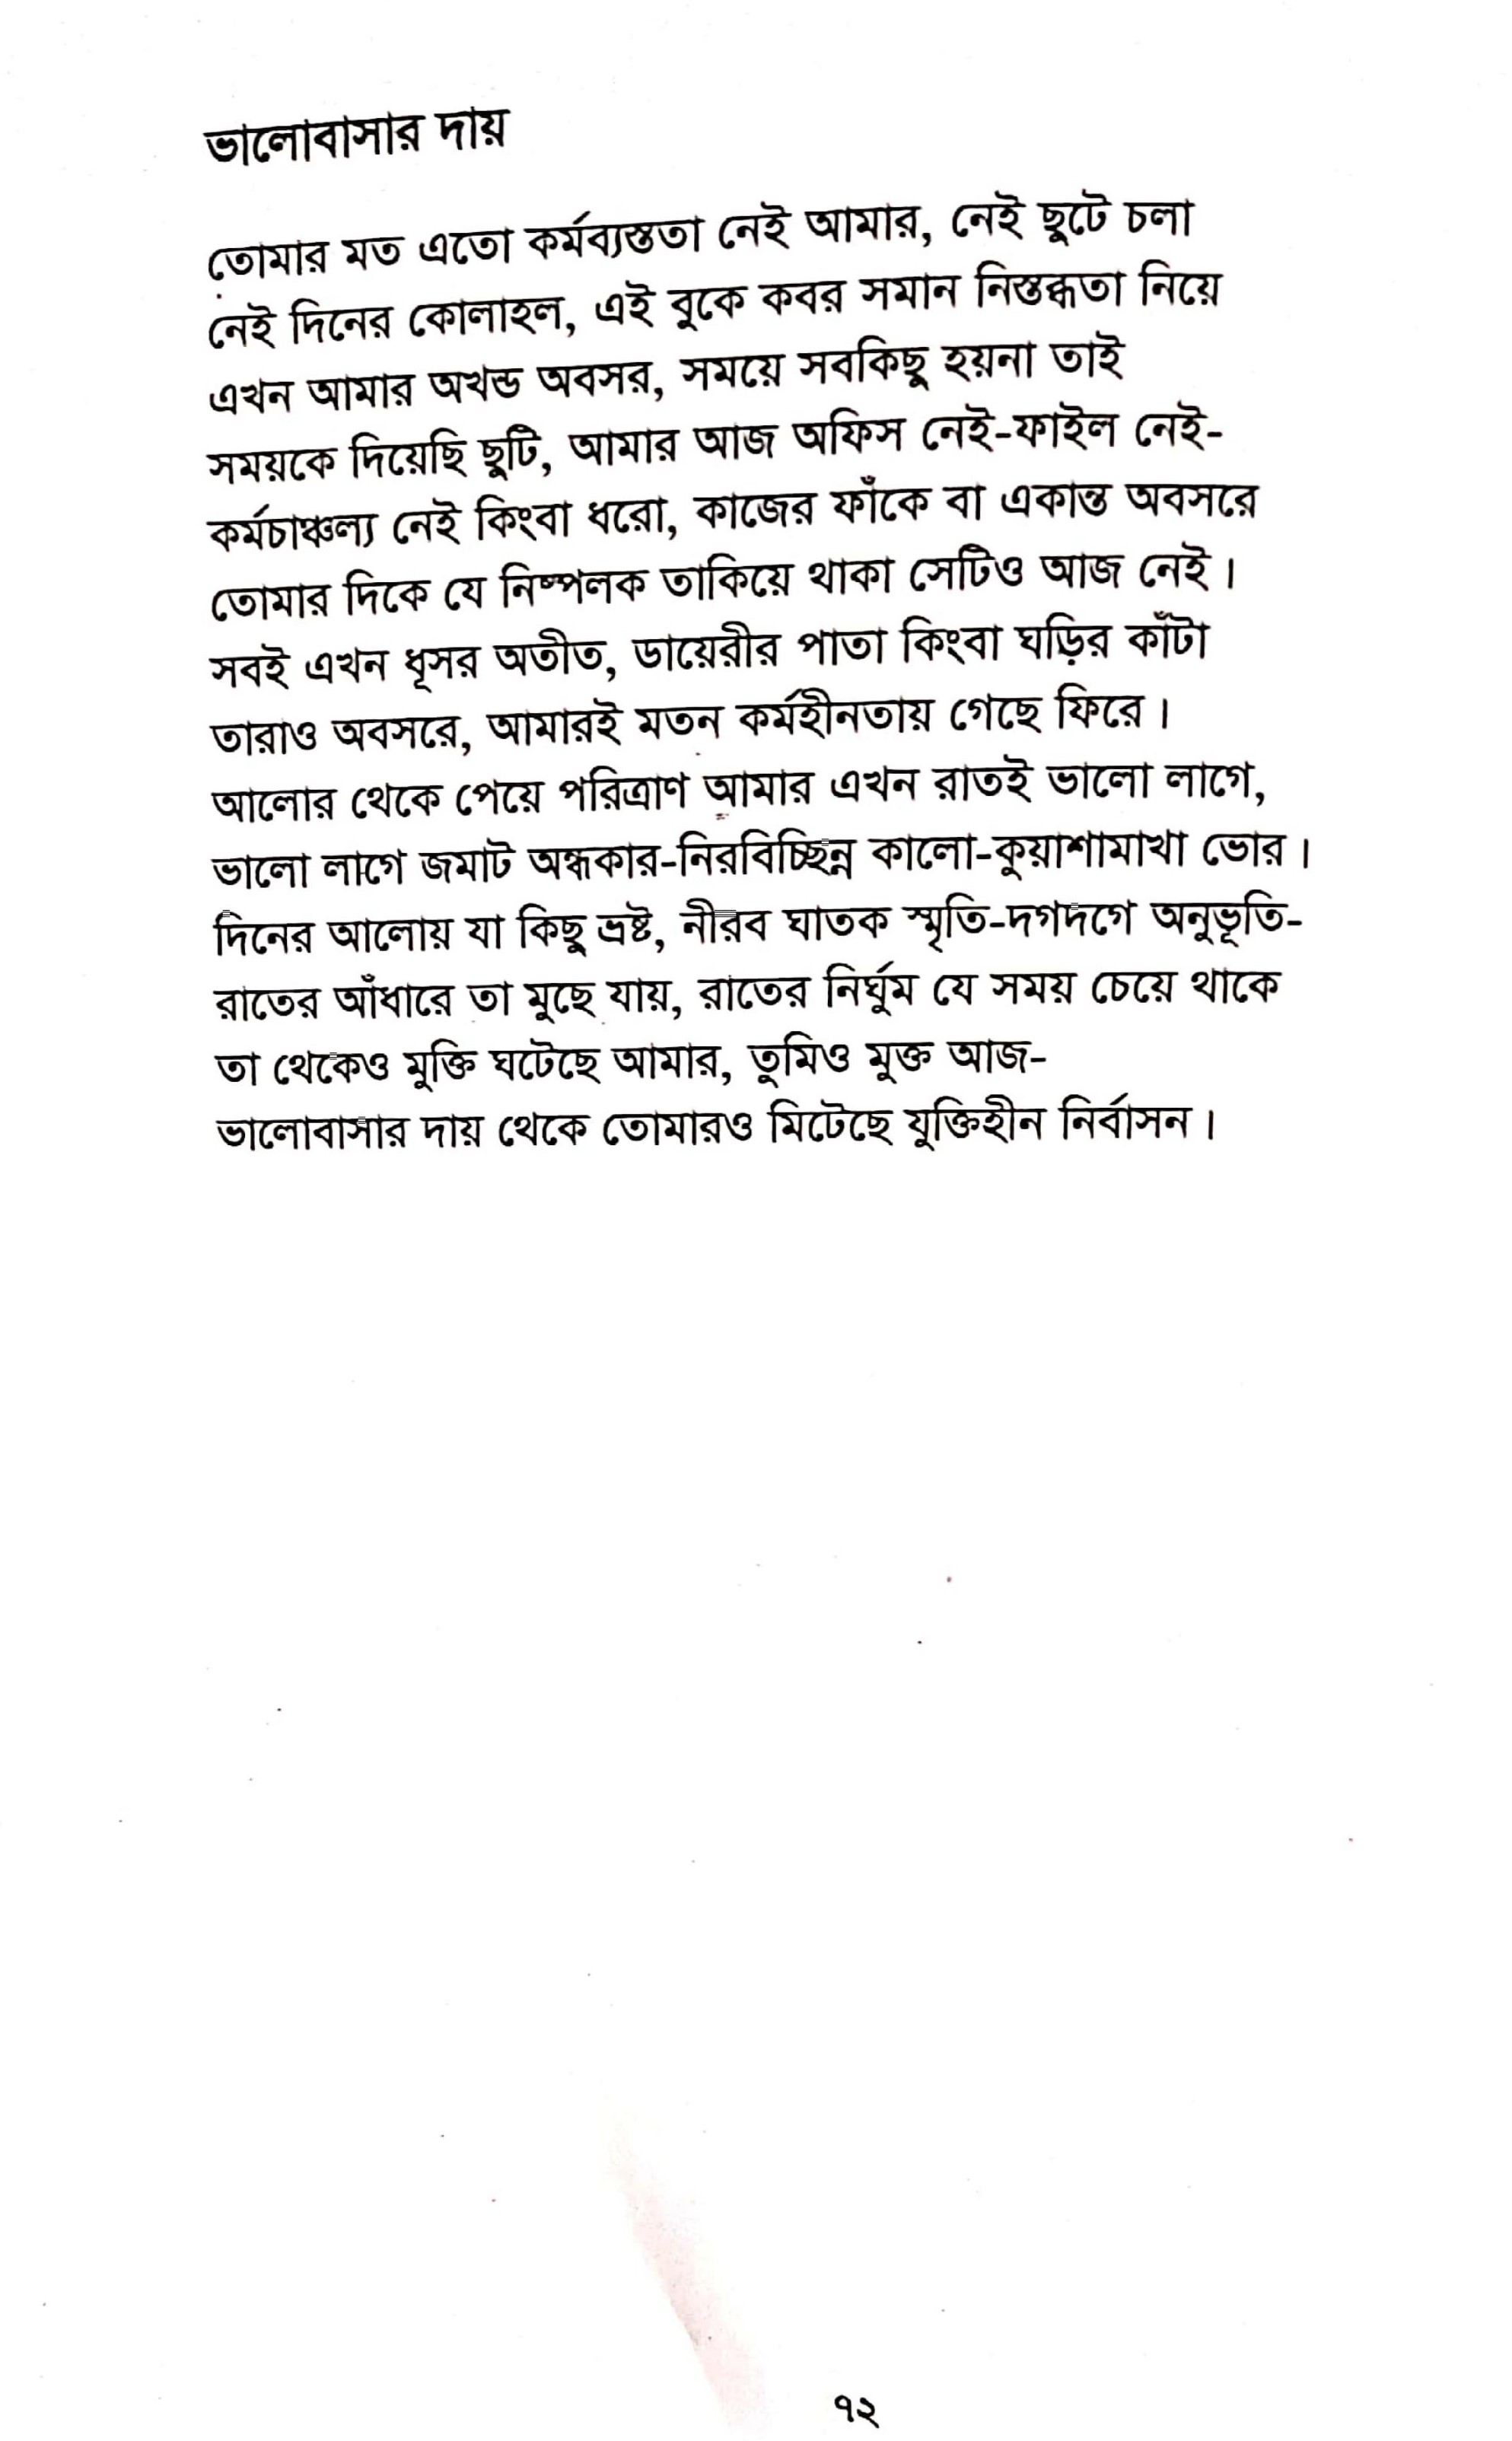 ভালোবাসার দায়
তোমার মত এতো কর্মব্যস্ততা নেই আমার, নেই ছুটে চলা
নেই দিনের কোলাহল, এই বুকে কবর সমান নিস্তব্ধতা নিয়ে
এখন আমার অখন্ড অবসর, সময়ে সবকিছু হয়না তাই
সময়কে দিয়েছি ছুটি, আমার আজ অফিস নেই-ফাইল নেই-
কর্মচাঞ্চল্য নেই কিংবা ধরো, কাজের ফাঁকে বা একান্ত অবসরে
তোমার দিকে যে নিষ্পলক তাকিয়ে থাকা সেটিও আজ নেই।
সবই এখন ধূসর অতীত, ডায়েরীর পাতা কিংবা ঘড়ির কাঁটা
তারাও অবসরে, আমারই মতন কর্মহীনতায় গেছে ফিরে।
আলোর থেকে পেয়ে পরিত্রাণ আমার এখন রাতই ভালো লাগে,
ভালো লাগে জমাট অন্ধকার-নিরবিচ্ছিন্ন কালো-কুয়াশামাখা ভোর।
দিনের আলোয় যা কিছু ভ্রষ্ট, নীরব ঘাতক স্মৃতি-দগদগে অনুভূতি-
রাতের আঁধারে তা মুছে যায়, রাতের নির্ঘুম যে সময় চেয়ে থাকে
তা থেকেও মুক্তি ঘটেছে আমার, তুমিও মুক্ত আজ-
ভালোবাসার দায় থেকে তোমারও মিটেছে যুক্তিহীন নির্বাসন।
৭২